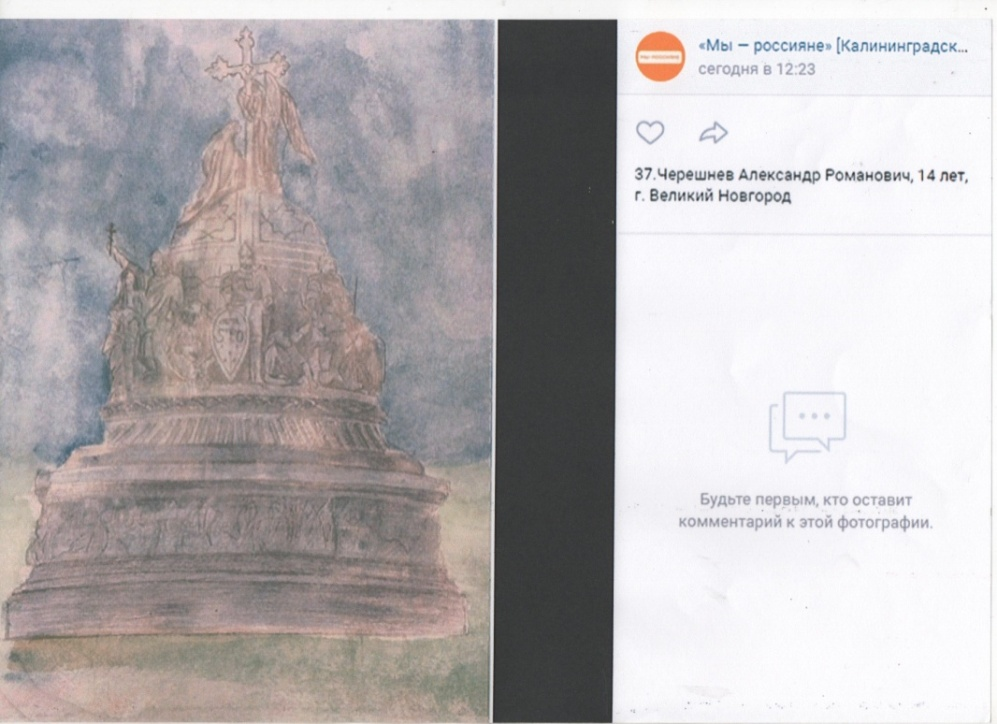 «Мы — россияне» [Калининградск...
сегодня в 12:23
37.Черешнев Александр Романович, 14 лет,
г. Великий Новгород
Будьте первым, кто оставит
комментарий к этой фотографии.